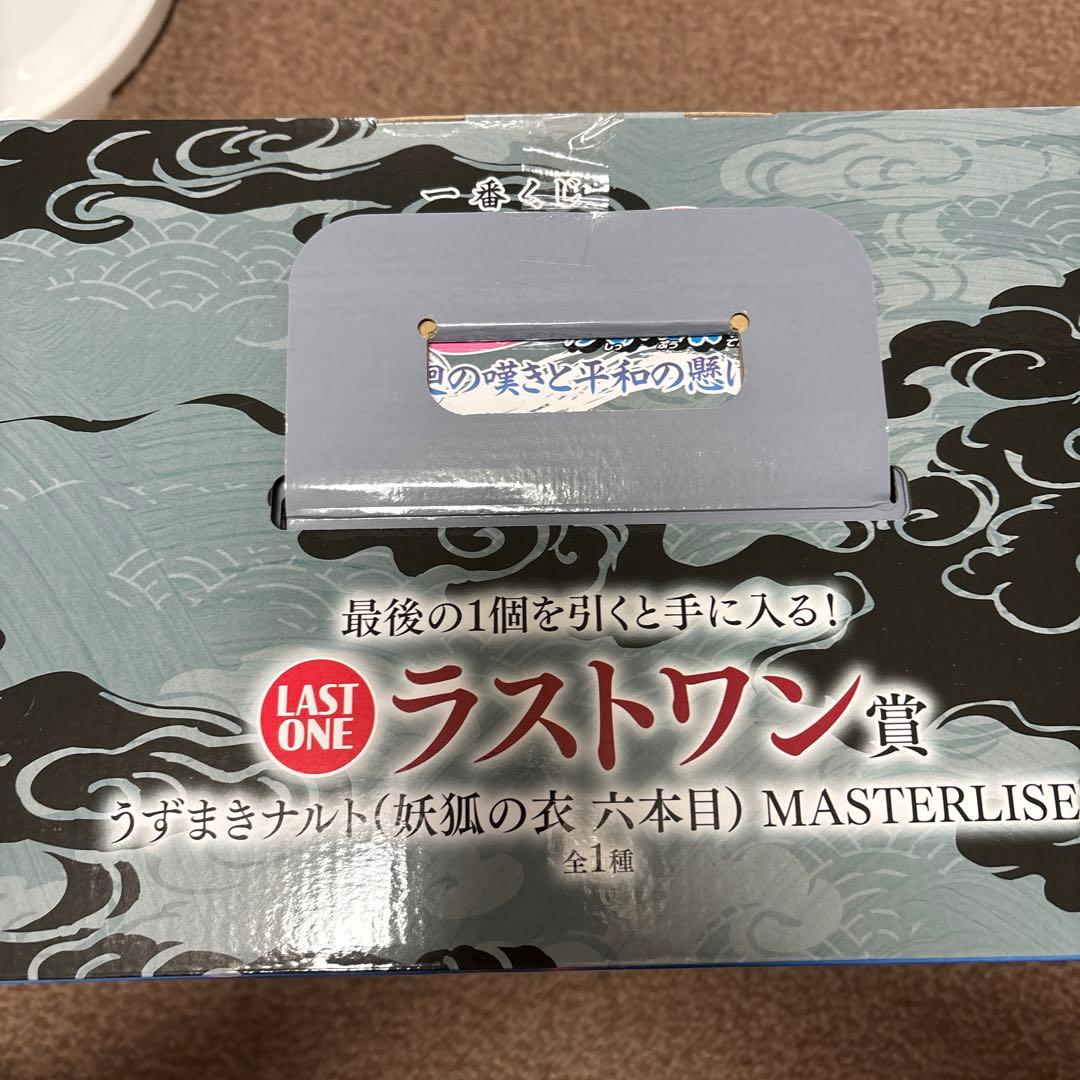 一番くじ
の嘆きと平和の懸け
最後の1個を引くと手に入る!
LAST
ONE
ラストワン賞
うずまきナルト(妖狐の衣 六本目) MASTERLISE
全1種